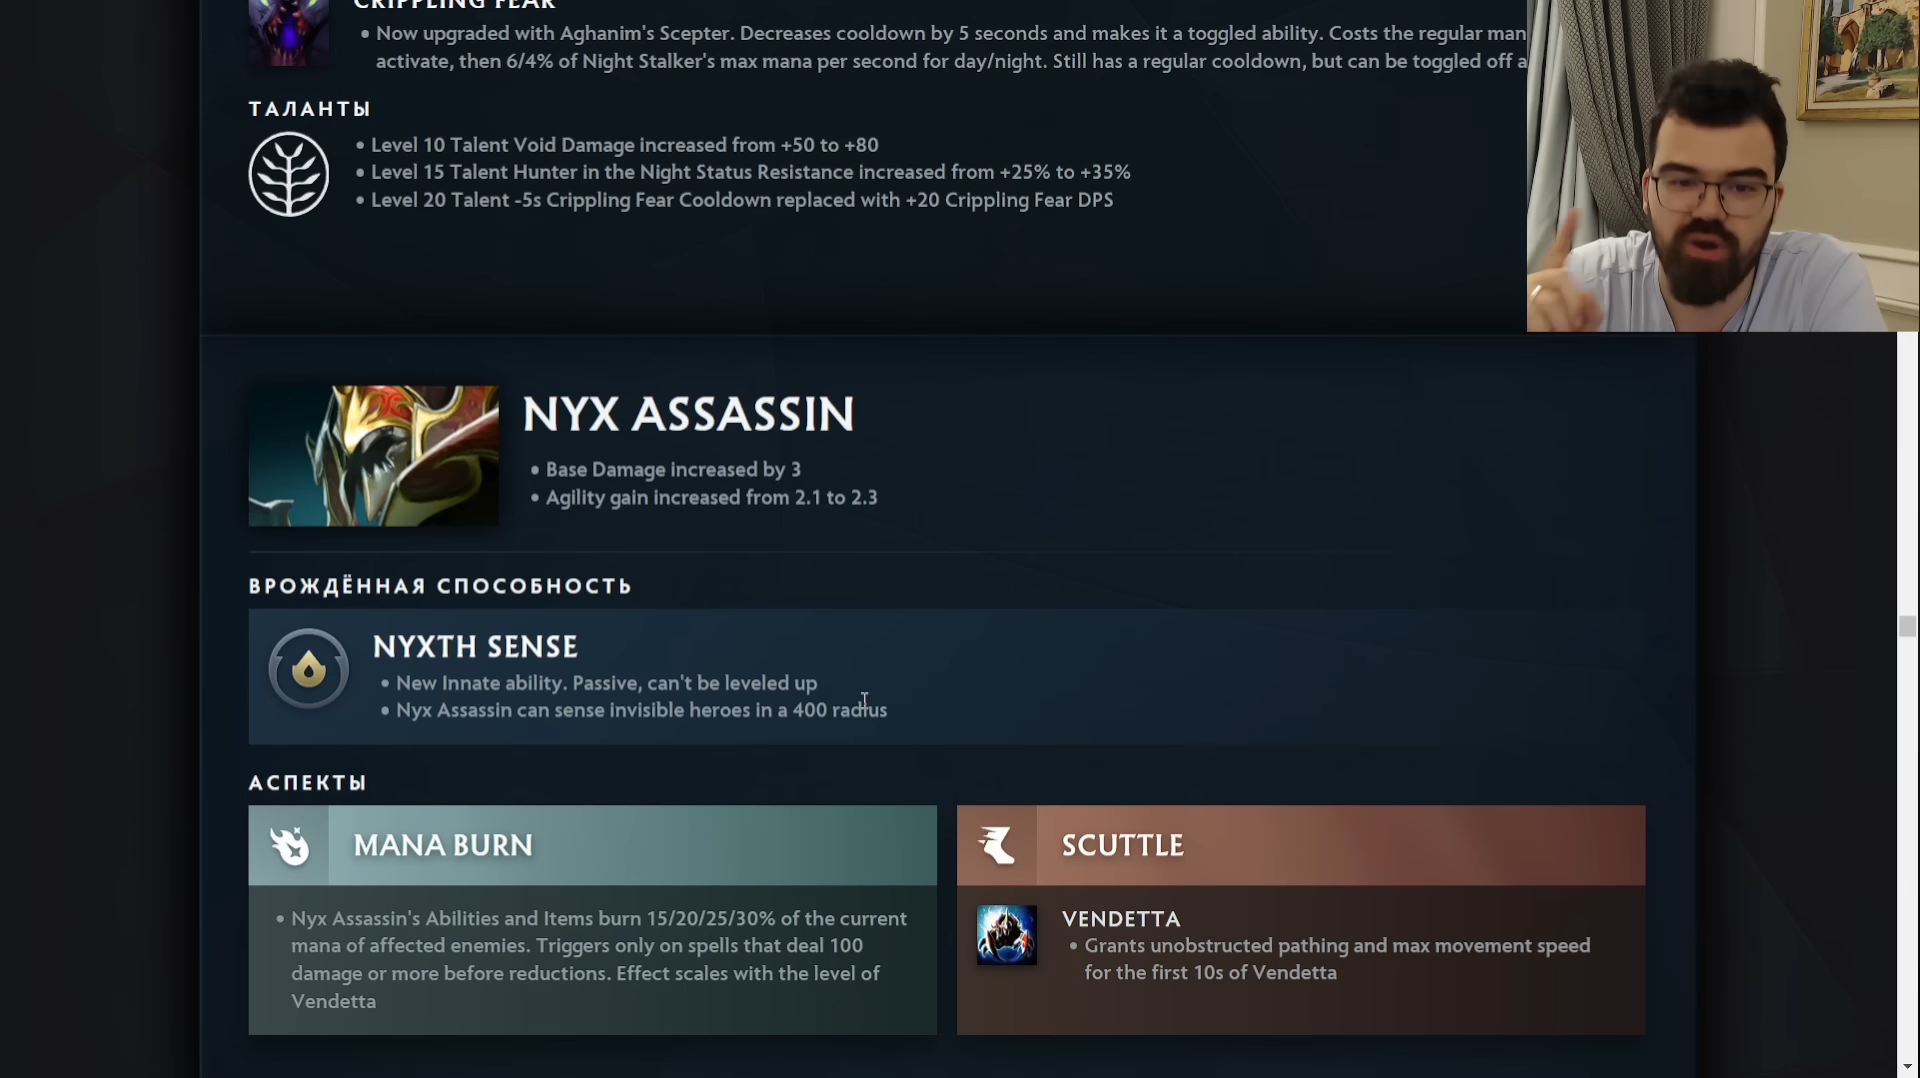 CRIPPLING FEAR
• Now upgraded with Aghanim's Scepter. Decreases cooldown by 5 seconds and makes it a toggled ability. Costs the regular
activate, then 6/4% of Night Stalker's max mana per second for day/night. Still has a regular cooldown, but can be toggled off
ТАЛАНТЫ
• Level 10 Talent Void Damage increased from +50 to +80
• Level 15 Talent Hunter in the Night Status Resistance increased from +25% to +35%
• Level 20 Talent -5s Crippling Fear Cooldown replaced with +20 Crippling Fear DPS
NYX ASSASSIN
• Base Damage increased by 3
• Agility gain increased from 2.1 to 2.3
ВРОЖДЁННАЯ СПОСОБНОСТЬ
NYXTH SENSE
• New Innate ability. Passive, can't be leveled up
• Nyx Assassin can sense invisible heroes in a 400 radius
АСПЕКТЫ
MANA BURN
• Nyx Assassin's Abilities and Items burn 15/20/25/30% of the current
mana of affected enemies. Triggers only on spells that deal 100
damage or more before reductions. Effect scales with the level of
Vendetta
SCUTTLE
VENDETTA
• Grants unobstructed pathing and max movement speed
for the first 10s of Vendetta